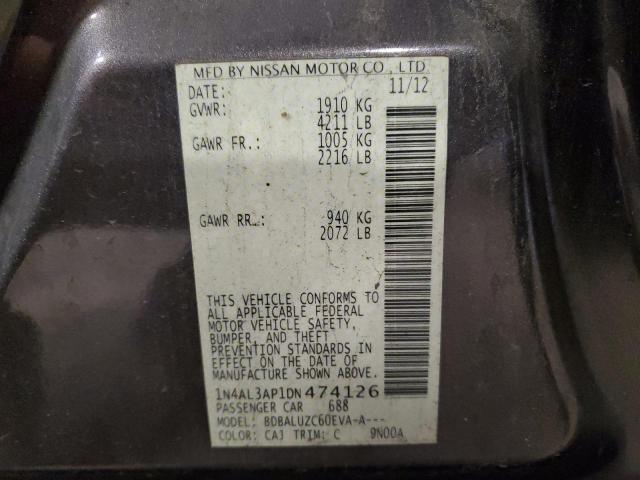 MFD BY NISSAN MOTOR CO., LTD.
DATE: 11/12
GVWR: 1910 KG
4211 LB
GAWR FR.: 1005 KG
2216 LB
GAWR RR.: 940 KG
2072 LB
THIS VEHICLE CONFORMS TO
ALL APPLICABLE FEDERAL
MOTOR VEHICLE SAFETY,
BUMPER, AND THEFT
PREVENTION STANDARDS IN
EFFECT ON THE DATE OF
MANUFACTURE SHOWN ABOVE.
1N4AL3AP1DN474126
PASSENGER CAR 688
MODEL: BDBALUZC60EVA-A---
COLOR: CAJ TRIM: C 9N00A